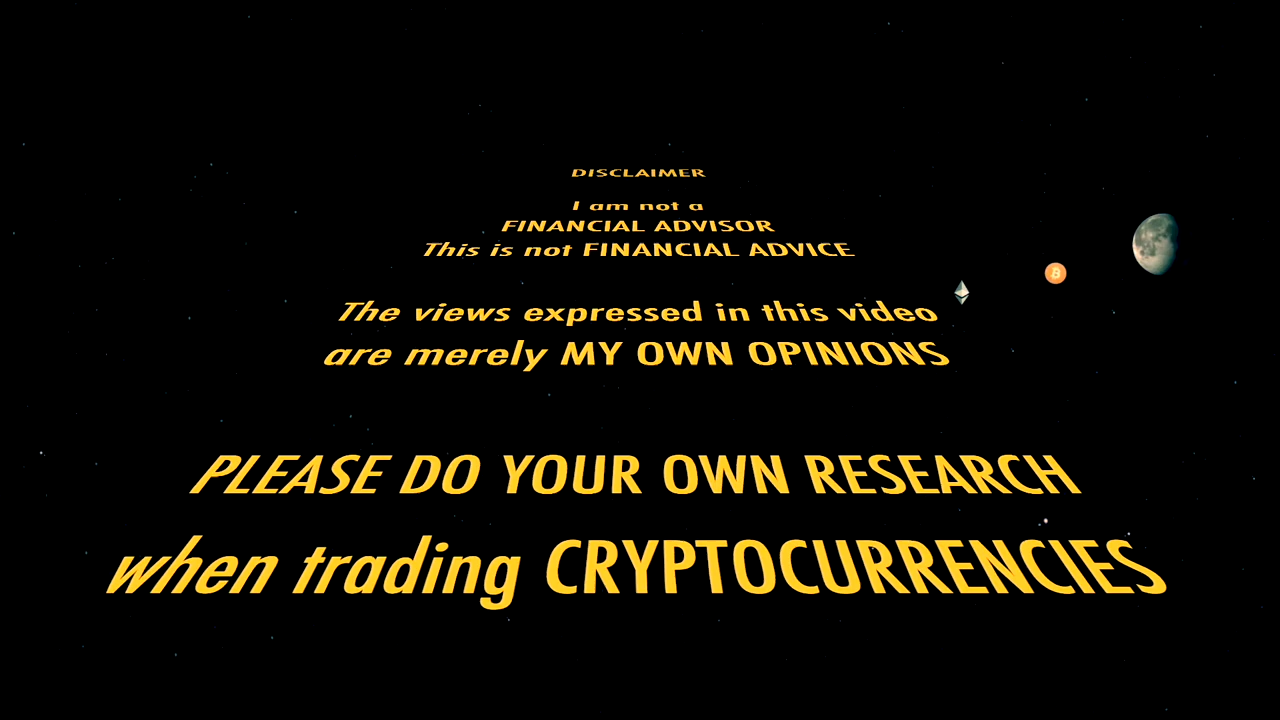 DISCLAIMER
I am not a
FINANCIAL ADVISOR
This is not FINANCIAL ADVICE
The views expressed in this video
are merely MY OWN OPINIONS
PLEASE DO YOUR OWN RESEARCH
when trading CRYPTOCURRENCIES